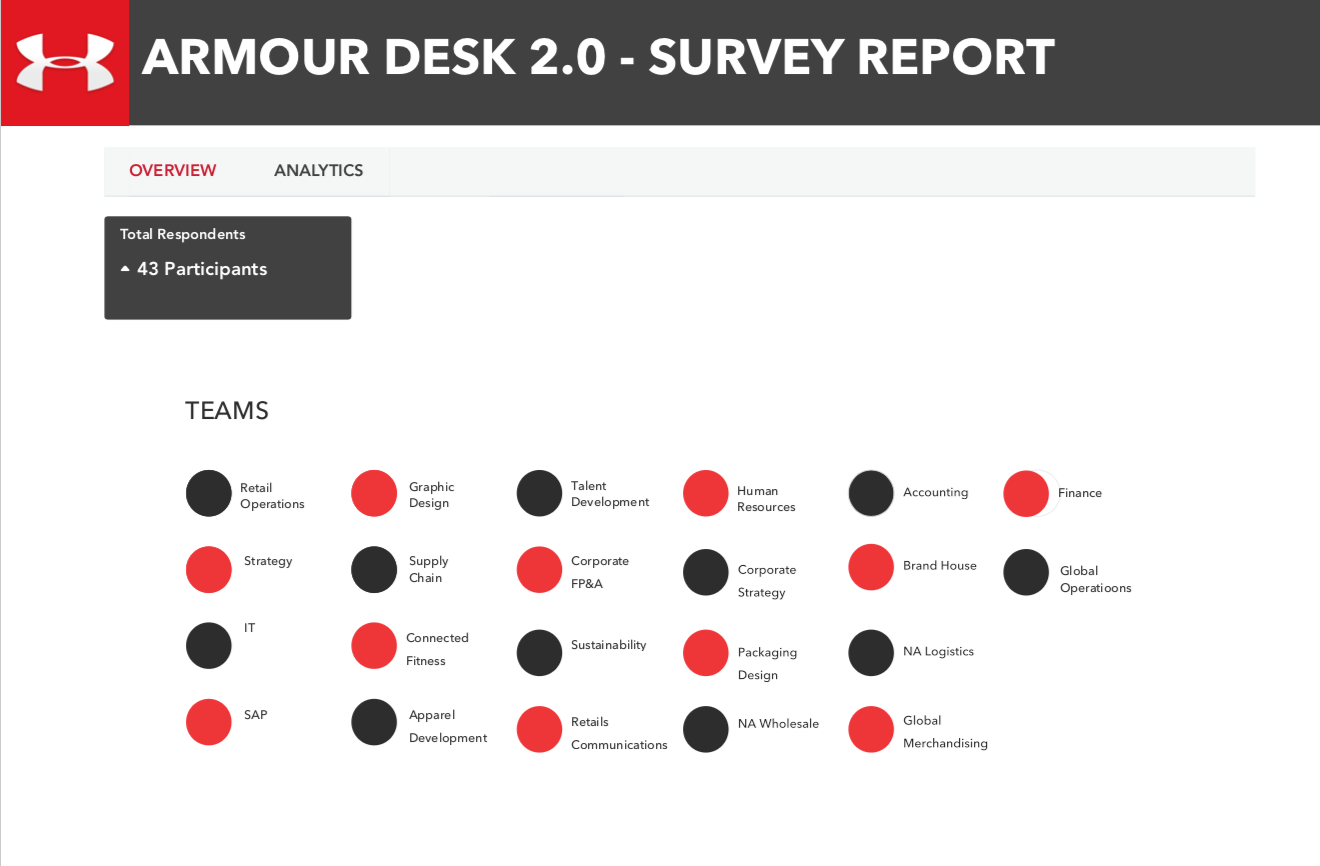 ARMOUR DESK 2.0 - SURVEY REPORT
OVERVIEW
ANALYTICS
Total Respondents
43 Participants
TEAMS
Retail
Operations
Graphic
Design
Talent
Development
Human
Resources
Accounting
Finance
Strategy
Supply
Chain
Corporate
FP&A
Corporate
Strategy
Brand House
Global
Operatioons
IT
Connected
Fitness
Sustainability
Packaging
Design
NA Logistics
SAP
Apparel
Development
Retails
Communications
NA Wholesale
Global
Merchandising